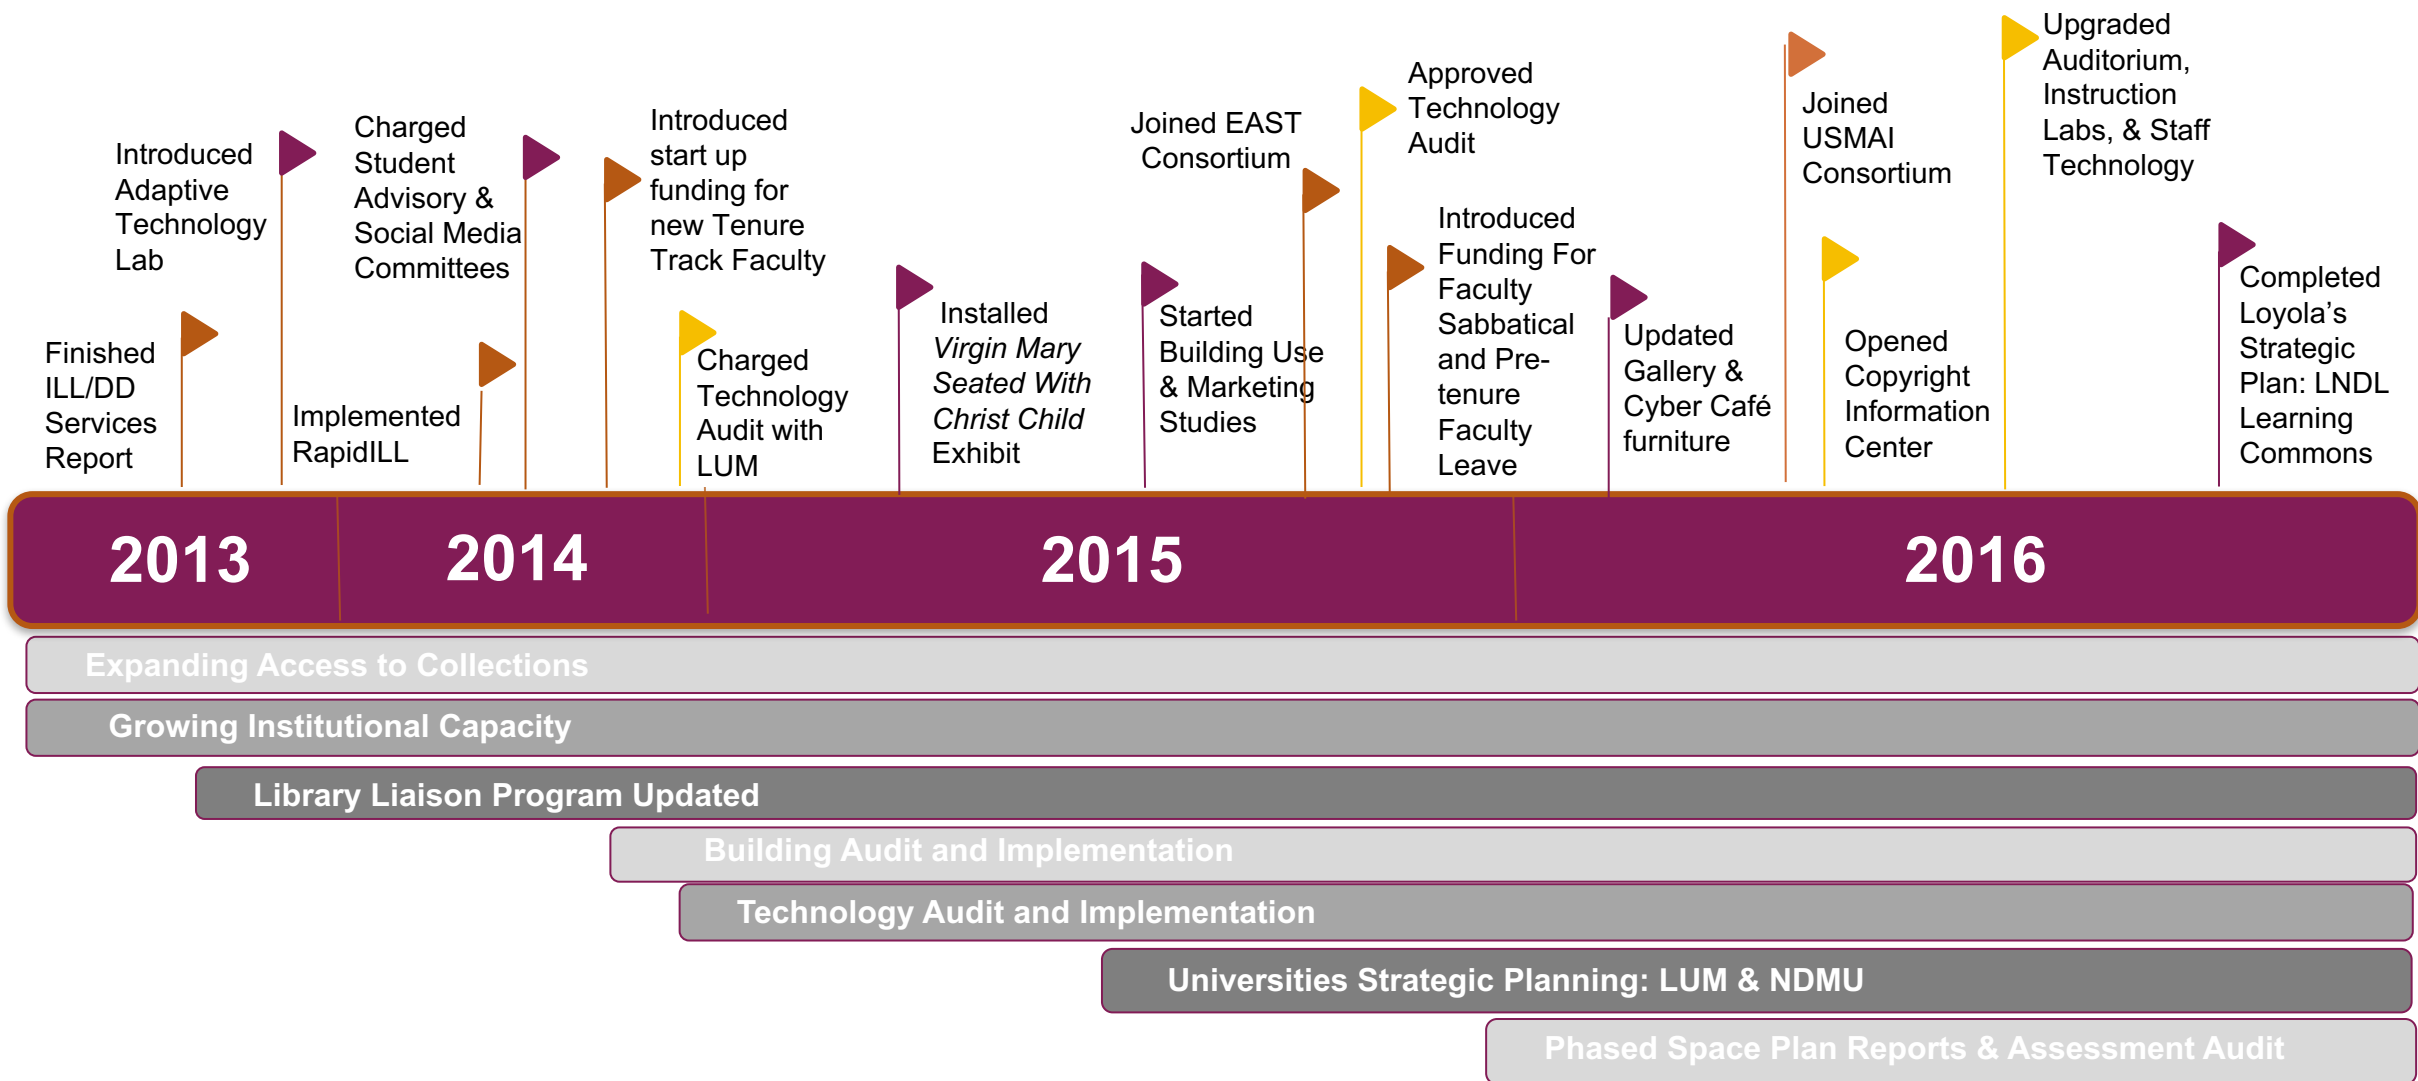 Introduced
Adaptive
Technology
Lab
Finished
ILL/DD
Services
Report
Charged
Student
Advisory &
Social Media
Committees
Implemented
RapidILL
Introduced
start up
funding for
new Tenure
Track Faculty
Charged
Technology
Audit with
LUM
Installed
Virgin Mary
Seated With
Christ Child
Exhibit
Joined EAST
Consortium
Started
Building Use
& Marketing
Studies
Approved
Technology
Audit
Introduced
Funding For
Faculty
Sabbatical
and Pre-
tenure
Faculty
Leave
Updated
Gallery &
Cyber Café
furniture
Joined
USMAI
Consortium
Opened
Copyright
Information
Center
Upgraded
Auditorium,
Instruction
Labs, & Staff
Technology
Completed
Loyola’s
Strategic
Plan: LNDL
Learning
Commons
2013
2014
2015
2016
Expanding Access to Collections
Growing Institutional Capacity
Library Liaison Program Updated
Building Audit and Implementation
Technology Audit and Implementation
Universities Strategic Planning: LUM & NDMU
Phased Space Plan Reports & Assessment Audit